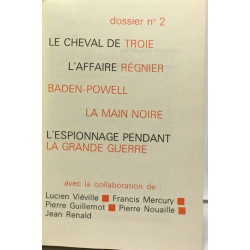 dossier n° 2
LE CHEVAL DE TROIE
L'AFFAIRE RÉGNIER
BADEN-POWELL
LA MAIN NOIRE
L'ESPIONNAGE PENDANT
LA GRANDE GUERRE
avec la collaboration de :
Lucien Viéville ■ Francis Mercury ■
Pierre Guillemot ■ Pierre Nouaille ■
Jean Renald